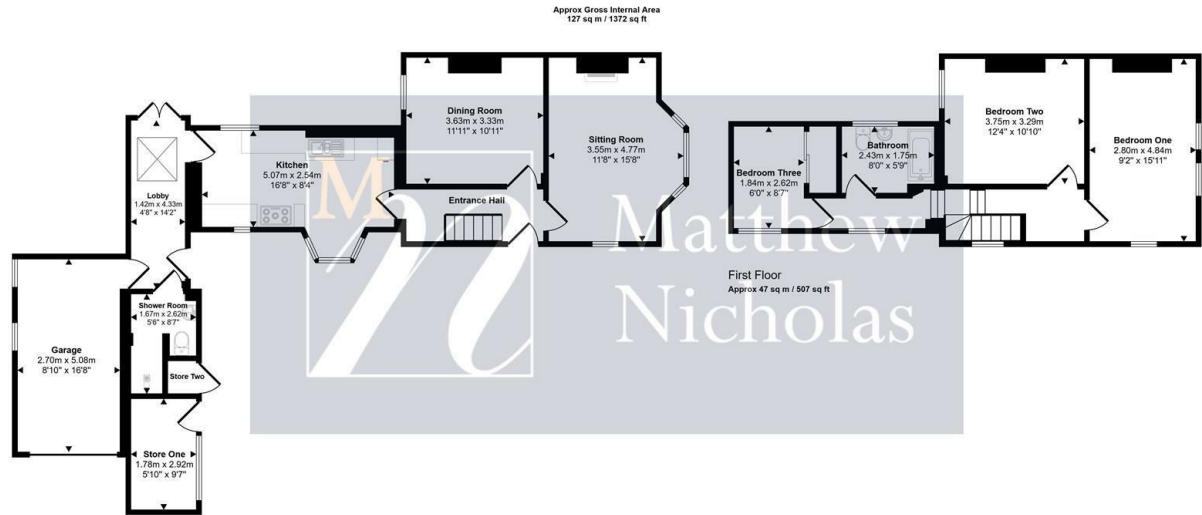 Approx Gross Internal Area
127 sq m / 1372 sq ft
Dining Room
3.63m x 3.33m
11'11" x 10'11"
Sitting Room
3.55m x 4.77m
11'8" x 15'8"
Bedroom Two
3.75m x 3.29m
12'4" x 10'10"
Bedroom One
2.80m x 4.84m
9'2" x 15'11"
Bathroom
2.43m x 1.75m
8'0" x 5'9"
Bedroom Three
1.84m x 2.62m
6'0" x 8'7"
Kitchen
5.07m x 2.54m
16'8" x 8'4"
Lobby
1.42m x 4.33m
4'8" x 14'2"
Entrance Hall
M
n
Matthew
Nicholas
First Floor
Approx 47 sq m / 507 sq ft
Shower Room
1.67m x 2.62m
5'6" x 8'7"
Garage
2.70m x 5.08m
8'10" x 16'8"
Store Two
Store One
1.78m x 2.92m
5'10" x 9'7"